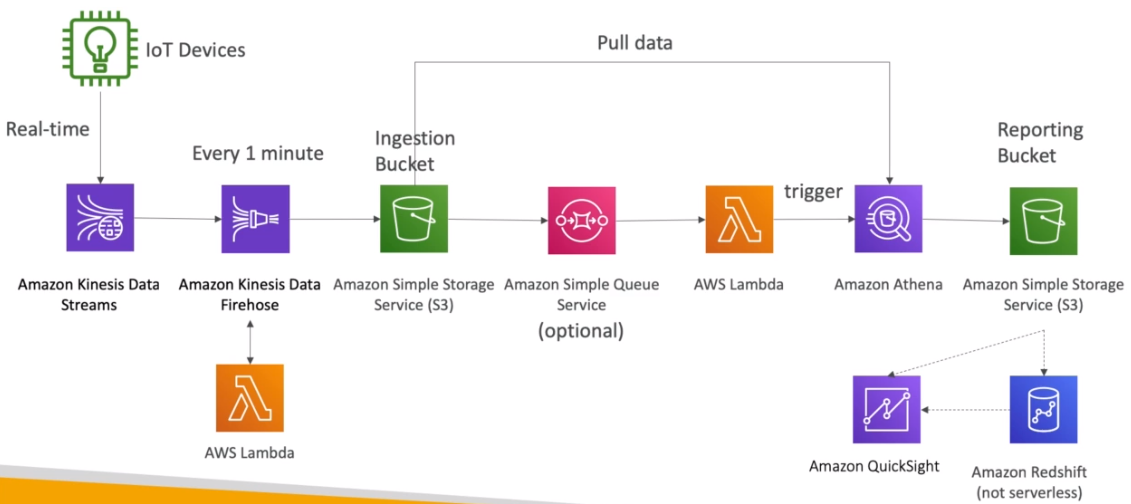 IoT Devices
Pull data
Real-time
Every 1 minute
Ingestion
Bucket
Reporting
Bucket
trigger
Amazon Kinesis Data
Streams
Amazon Kinesis Data
Firehose
Amazon Simple Storage
Service (S3)
Amazon Simple Queue
Service
(optional)
AWS Lambda
Amazon Athena
Amazon Simple Storage
Service (S3)
AWS Lambda
Amazon QuickSight
Amazon Redshift
(not serverless)